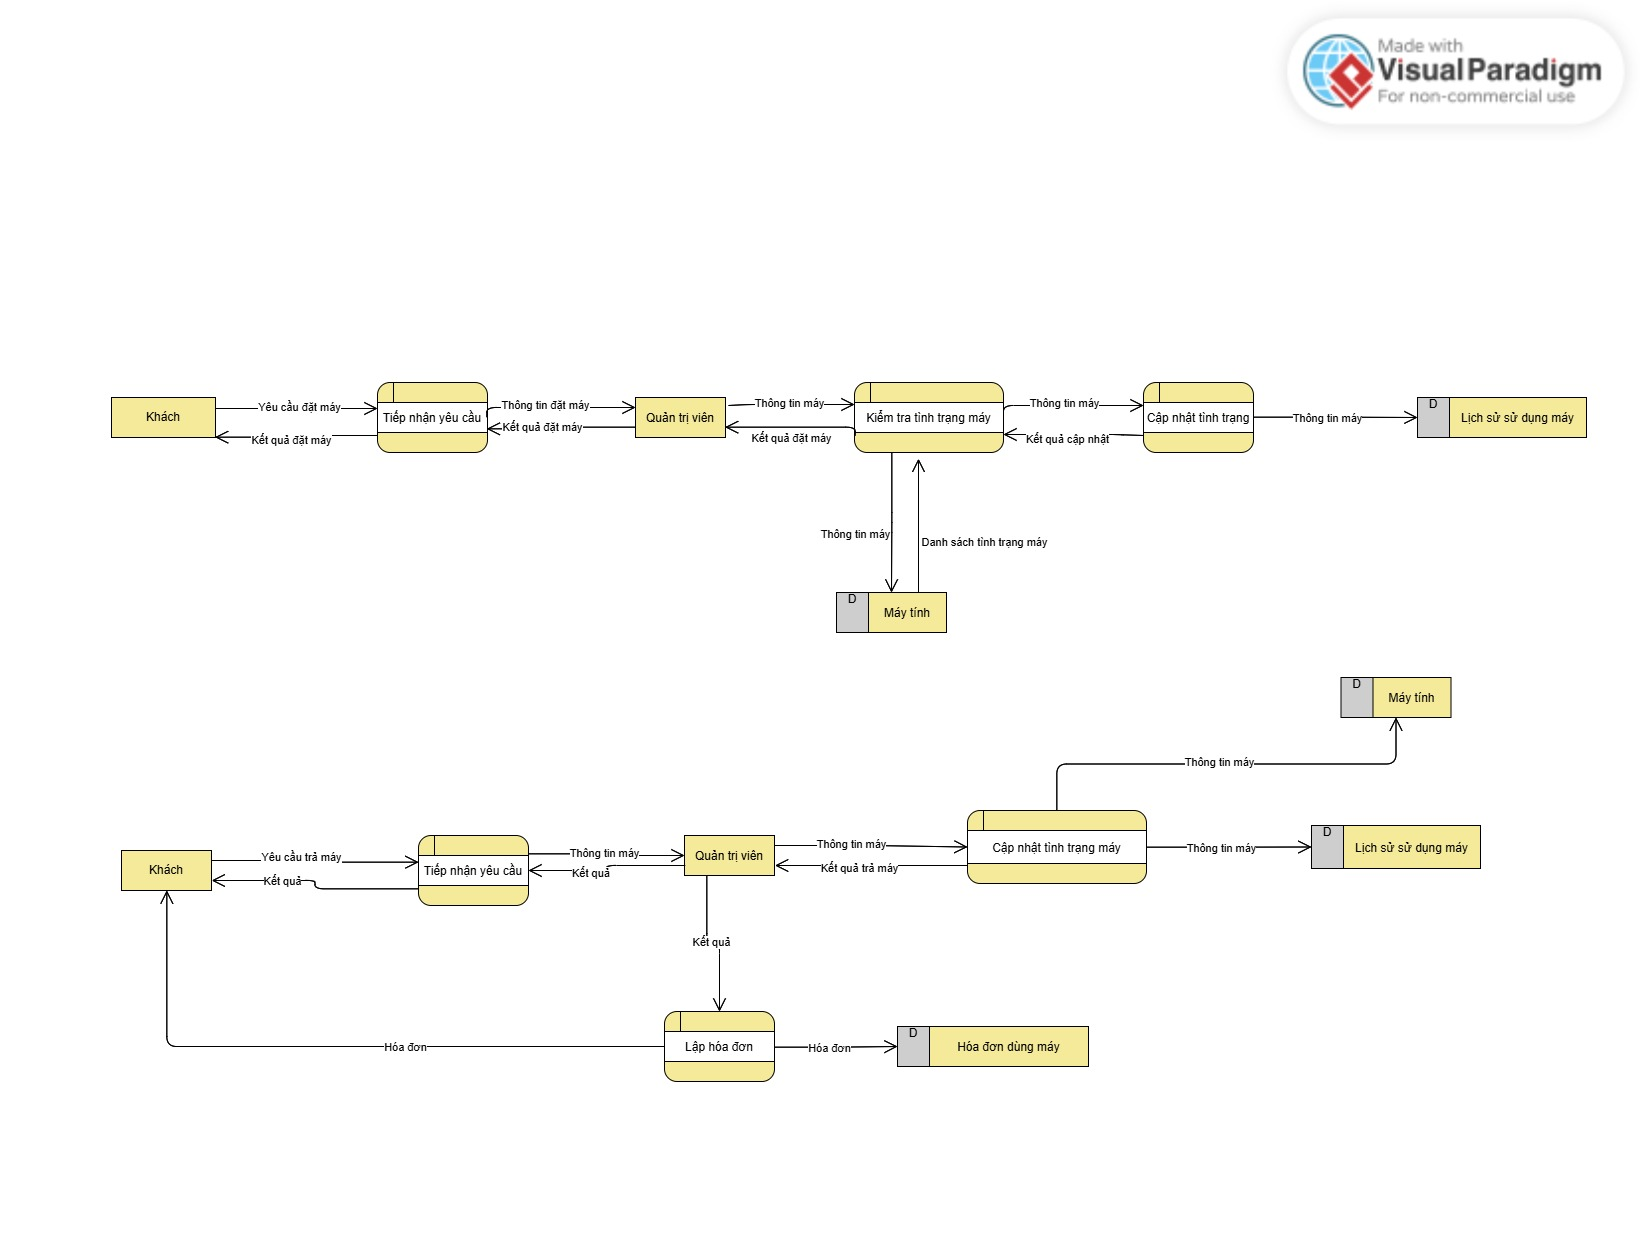 Made with
Visual Paradigm
For non-commercial use
Khách
Yêu cầu đặt máy
Kết quả đặt máy
Tiếp nhận yêu cầu
Thông tin đặt máy
Kết quả đặt máy
Quản trị viên
Thông tin máy
Kết quả đặt máy
Kiểm tra tình trạng máy
Thông tin máy
Kết quả cập nhật
Cập nhật tình trạng
Thông tin máy
D
Lịch sử sử dụng máy
Thông tin máy
Danh sách tình trạng máy
D
Máy tính
D
Máy tính
Thông tin máy
Khách
Yêu cầu trả máy
Kết quả
Tiếp nhận yêu cầu
Thông tin máy
Kết quả
Quản trị viên
Thông tin máy
Kết quả trả máy
Cập nhật tình trạng máy
Thông tin máy
D
Lịch sử sử dụng máy
Kết quả
Hóa đơn
Lập hóa đơn
Hóa đơn
D
Hóa đơn dùng máy